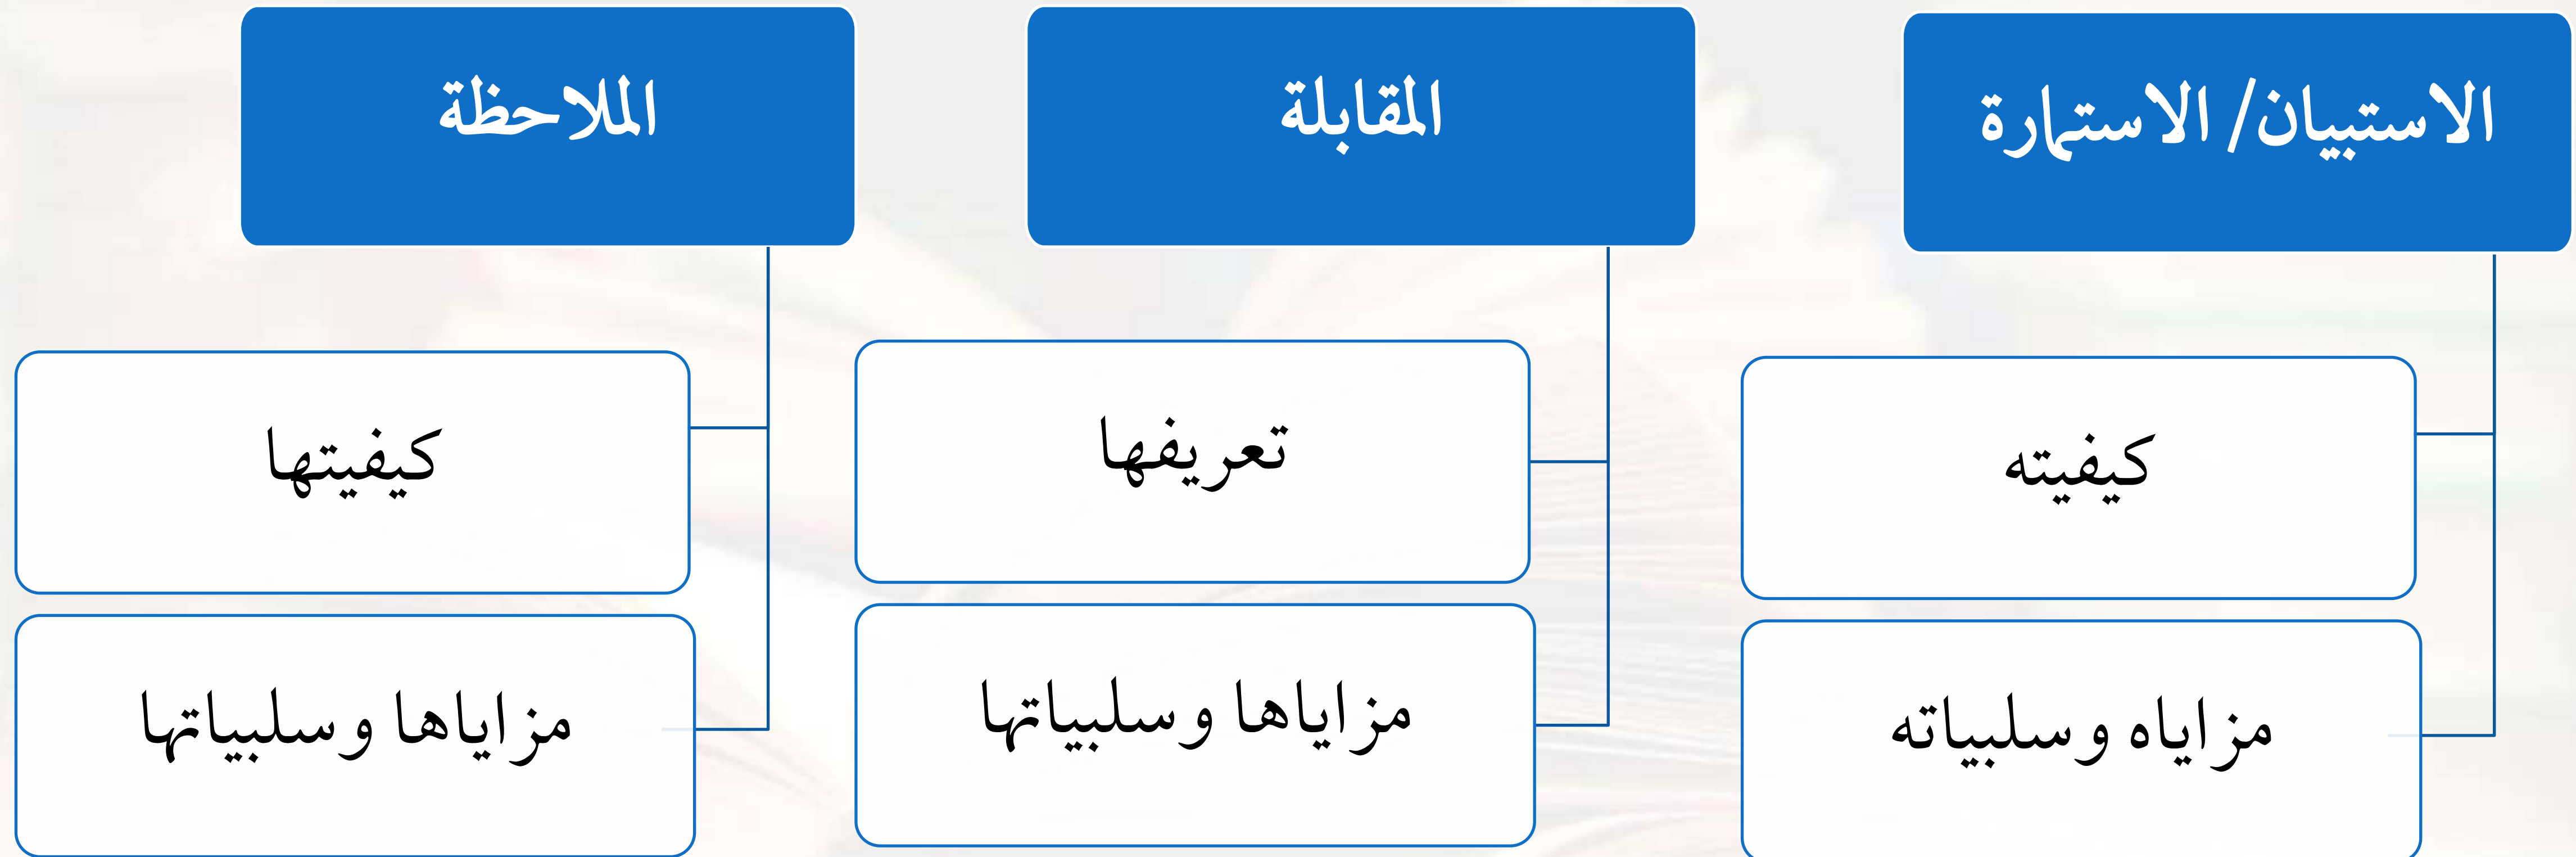 الاستبيان/ الاستمارة
كيفيته
مزاياه وسلبياته
المقابلة
تعريفها
مزاياها وسلبياتها
الملاحظة
كيفيتها
مزاياها وسلبياتها